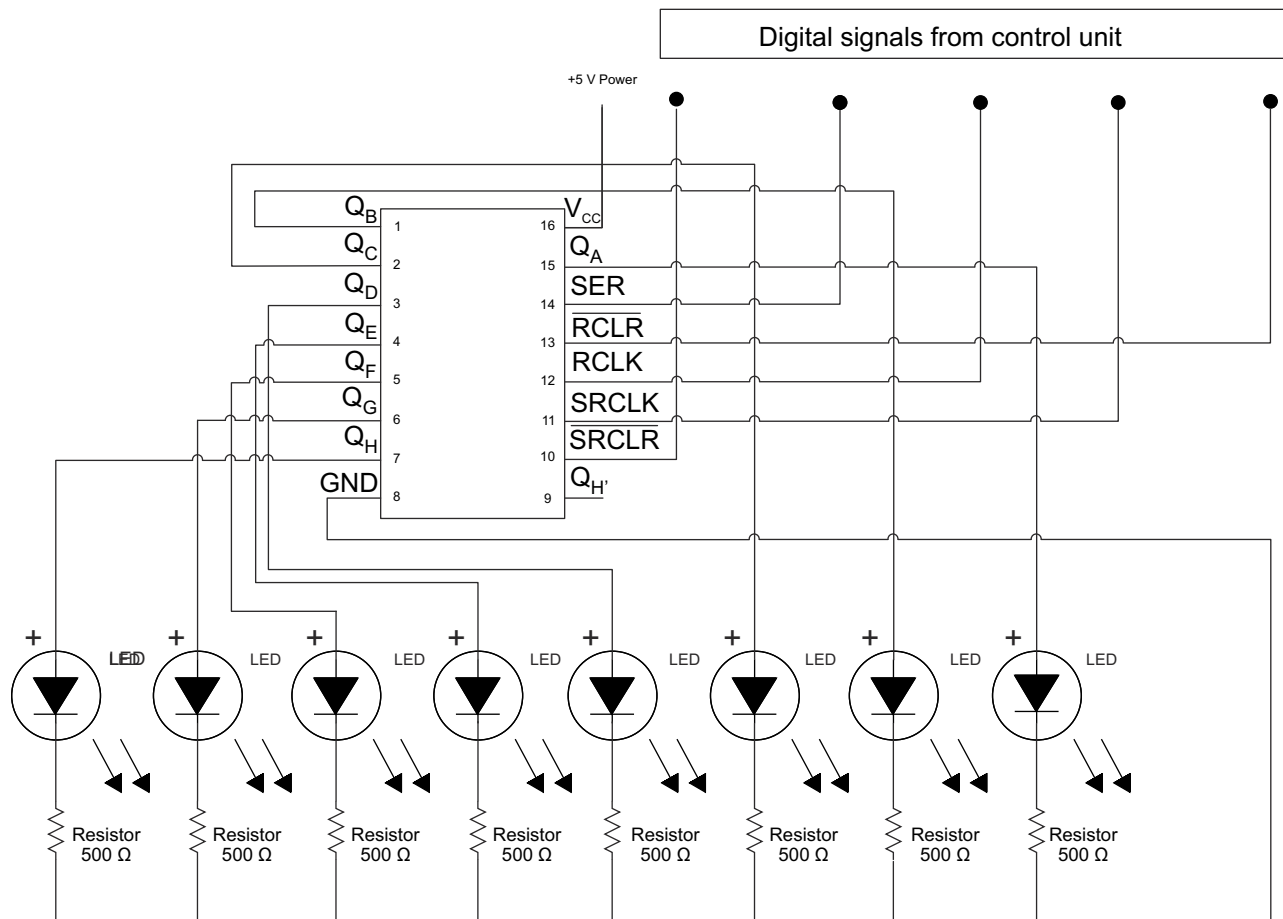 Digital signals from control unit
+5 V Power
QB
1
QC
2
QD
3
QE
4
QF
5
QG
6
QH
7
GND
8
VCC
16
QA
15
SER
14
RCLR
13
RCLK
12
SRCLK
11
SRCLR
10
QH'
9
+ LED
+ LED
+ LED
+ LED
+ LED
+ LED
+ LED
+ LED
Resistor
500 Ω
Resistor
500 Ω
Resistor
500 Ω
Resistor
500 Ω
Resistor
500 Ω
Resistor
500 Ω
Resistor
500 Ω
Resistor
500 Ω